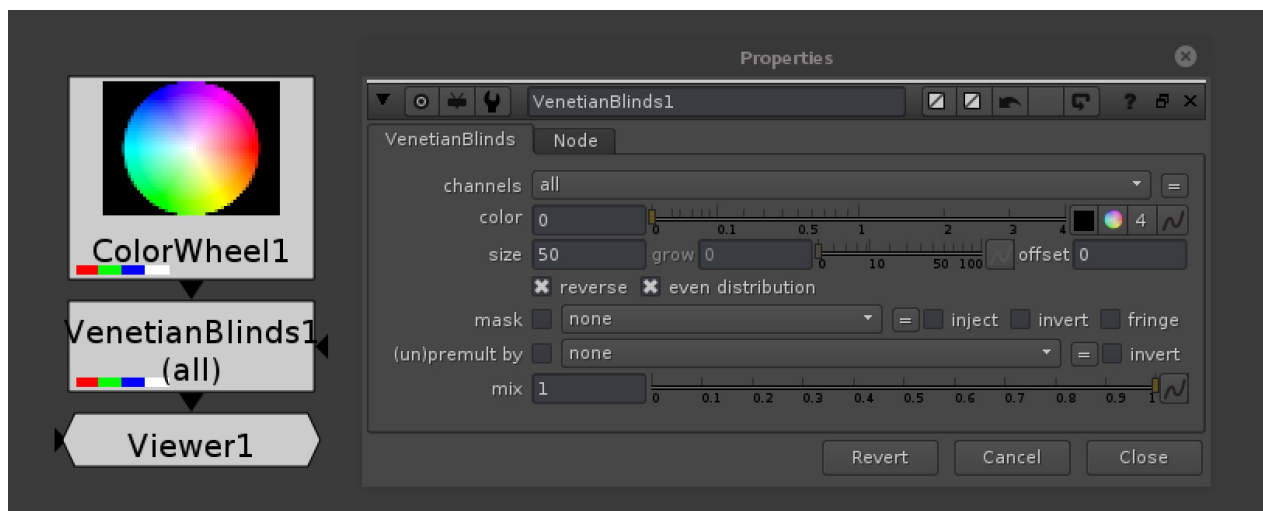 Properties
VenetianBlinds1
?
VenetianBlinds Node
channels all =
color 0 0 0.1 0.5 1 2 3 4 4
size 50 grow 0 0 10 50 100 offset 0
reverse even distribution
mask none = inject invert fringe
(un)premult by none = invert
mix 1 0 0.1 0.2 0.3 0.4 0.5 0.6 0.7 0.8 0.9 1
Revert Cancel Close
ColorWheel1
VenetianBlinds1
(all)
Viewer1